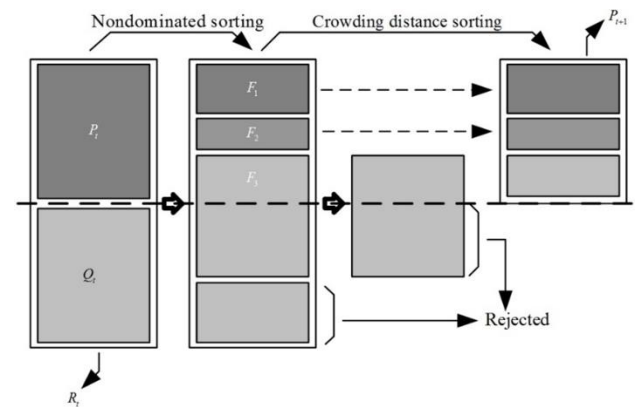 Nondominated sorting
Crowding distance sorting
P_{t+1}
P_t
F_1
F_2
F_3
Q_t
Rejected
R_t